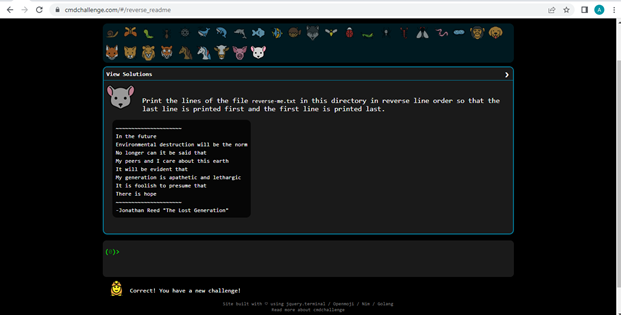 cmdchallenge.com/#/reverse_readme
A
View Solutions
Print the lines of the file reverse-me.txt in this directory in reverse line order so that the
last line is printed first and the first line is printed last.
~~~~~~~~~~~~~~~~~~~~~
In the future
Environmental destruction will be the norm
No longer can it be said that
My peers and I care about this earth
It will be evident that
My generation is apathetic and lethargic
It is foolish to presume that
There is hope
~~~~~~~~~~~~~~~~~~~~~
-Jonathan Reed "The Lost Generation"
(0)>
Correct! You have a new challenge!
Site built with ♡ using jquery.terminal / Openmoji / Nim / Golang
Read more about cmdchallenge